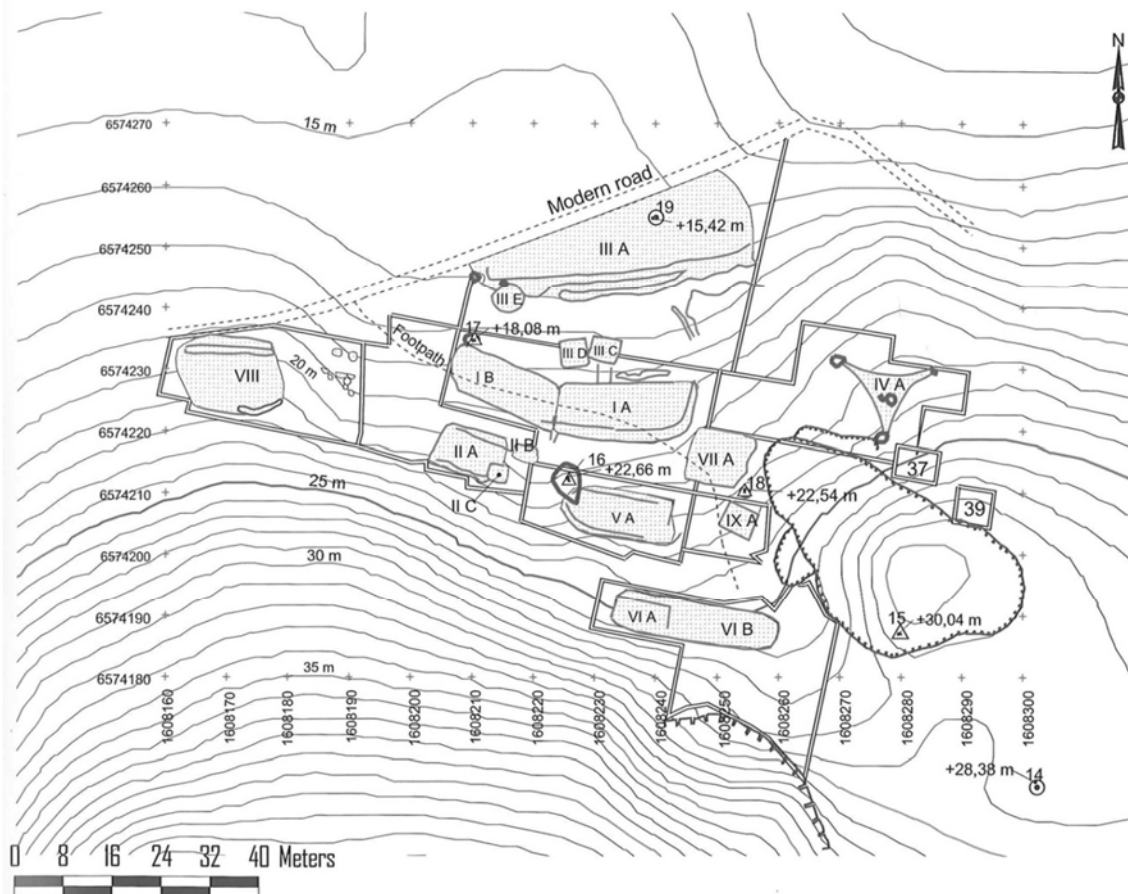 N
6574270
15 m
Modern road
6574260
19
+15,42 m
6574250
III A
III E
6574240
17
+18,08 m
Footpath
III D
III C
6574230
VIII
20 m
I B
IV A
I A
6574220
II A
II B
VII A
16
+22,66 m
37
25 m
18
+22,54 m
6574210
II C
V A
IX A
39
6574200
30 m
6574190
VI A
VI B
15
+30,04 m
6574180
35 m
1608160
1608170
1608180
1608190
1608200
1608210
1608220
1608230
1608240
1608250
1608260
1608270
1608280
1608290
1608300
+28,38 m
14
0 8 16 24 32 40 Meters